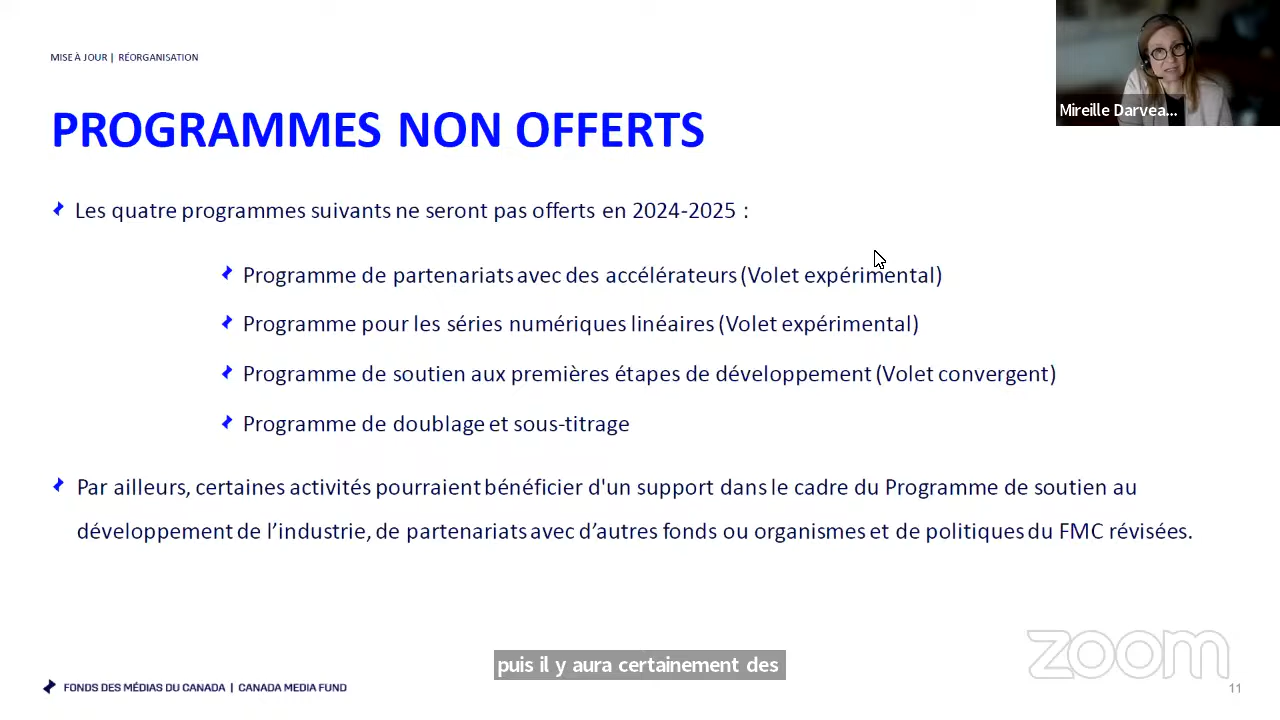 MISE À JOUR | RÉORGANISATION
Mireille Darvea...
PROGRAMMES NON OFFERTS
Les quatre programmes suivants ne seront pas offerts en 2024-2025 :
Programme de partenariats avec des accélérateurs (Volet expérimental)
Programme pour les séries numériques linéaires (Volet expérimental)
Programme de soutien aux premières étapes de développement (Volet convergent)
Programme de doublage et sous-titrage
Par ailleurs, certaines activités pourraient bénéficier d'un support dans le cadre du Programme de soutien au
développement de l’industrie, de partenariats avec d’autres fonds ou organismes et de politiques du FMC révisées.
puis il y aura certainement des
zoom
FONDS DES MÉDIAS DU CANADA | CANADA MEDIA FUND
11